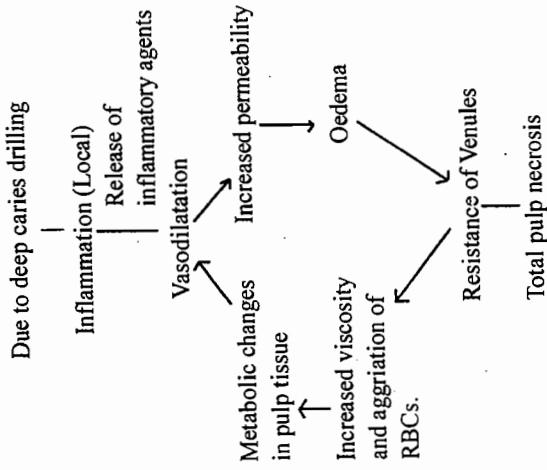 Due to deep caries drilling
Inflammation (Local)
Release of
inflammatory agents
Vasodilatation
Increased permeability
Oedema
Resistance of Venules
Total pulp necrosis
Increased viscosity
and aggriation of
RBCs.
Metabolic changes
in pulp tissue